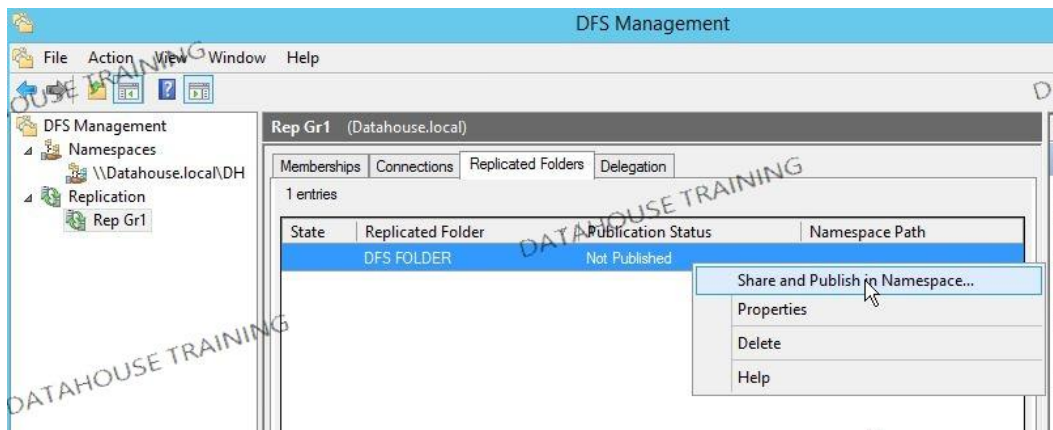 DFS Management
File Action View Window Help
DFS Management
Namespaces
\\Datahouse.local\DH
Replication
Rep Gr1
Rep Gr1 (Datahouse.local)
Memberships Connections Replicated Folders Delegation
1 entries
State Replicated Folder Publication Status Namespace Path
DFS FOLDER Not Published
Share and Publish in Namespace...
Properties
Delete
Help
OUSE TRAINING
DATAHOUSE TRAINING
DATAHOUSE TRAINING
D